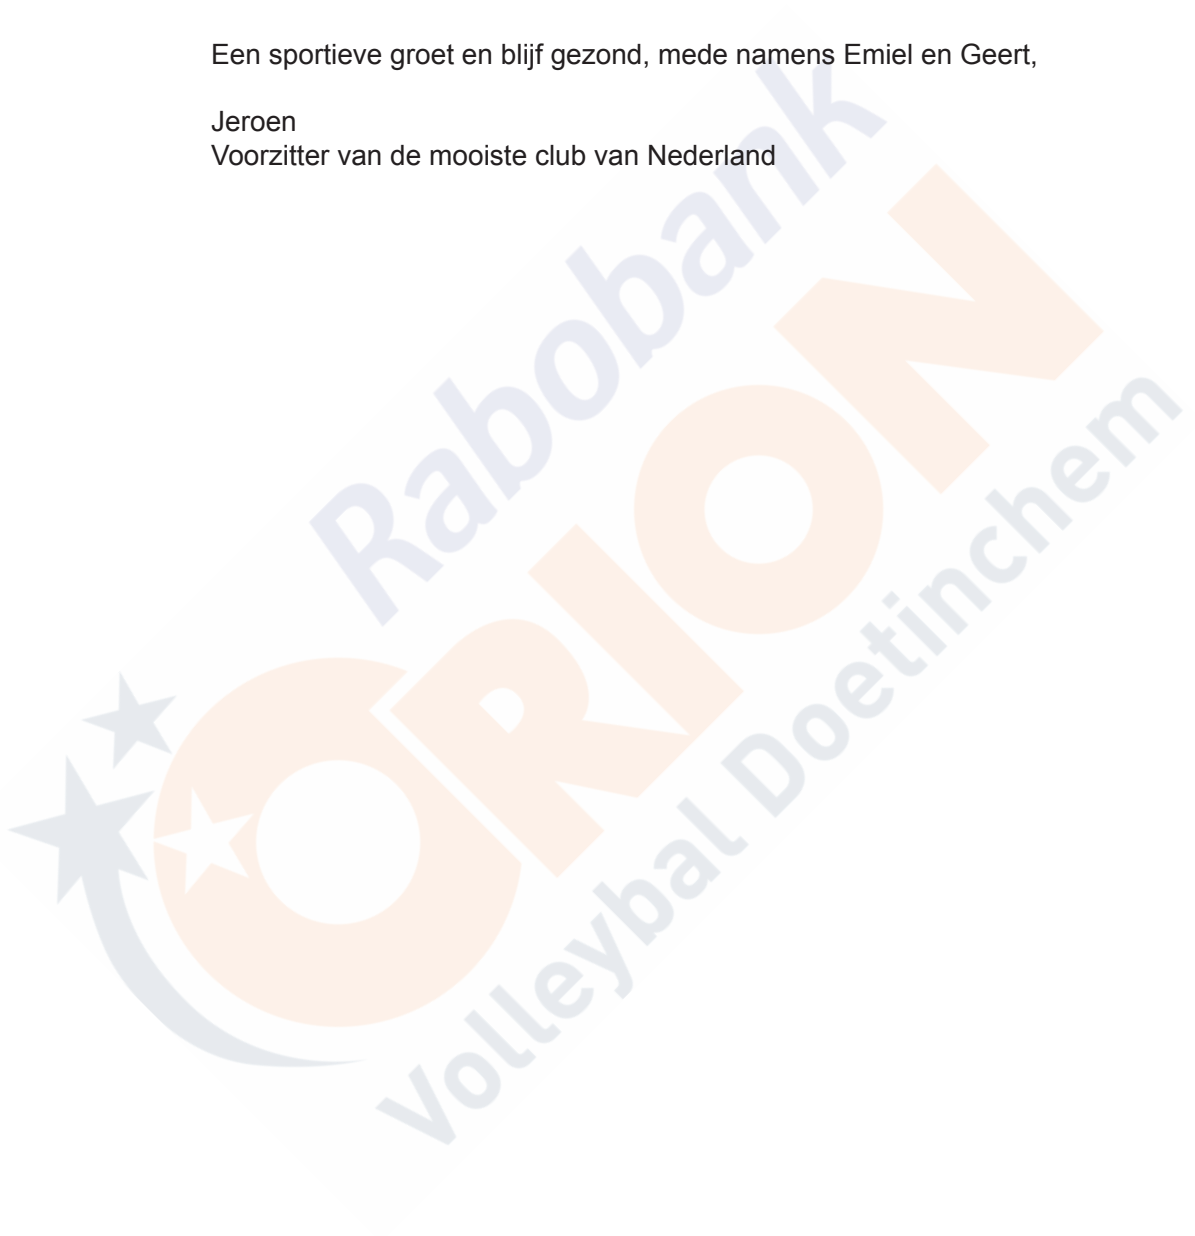 Een sportieve groet en blijf gezond, mede namens Emiel en Geert,
Jeroen
Voorzitter van de mooiste club van Nederland
Rabobank
ORION
Volleybal Doetinchem